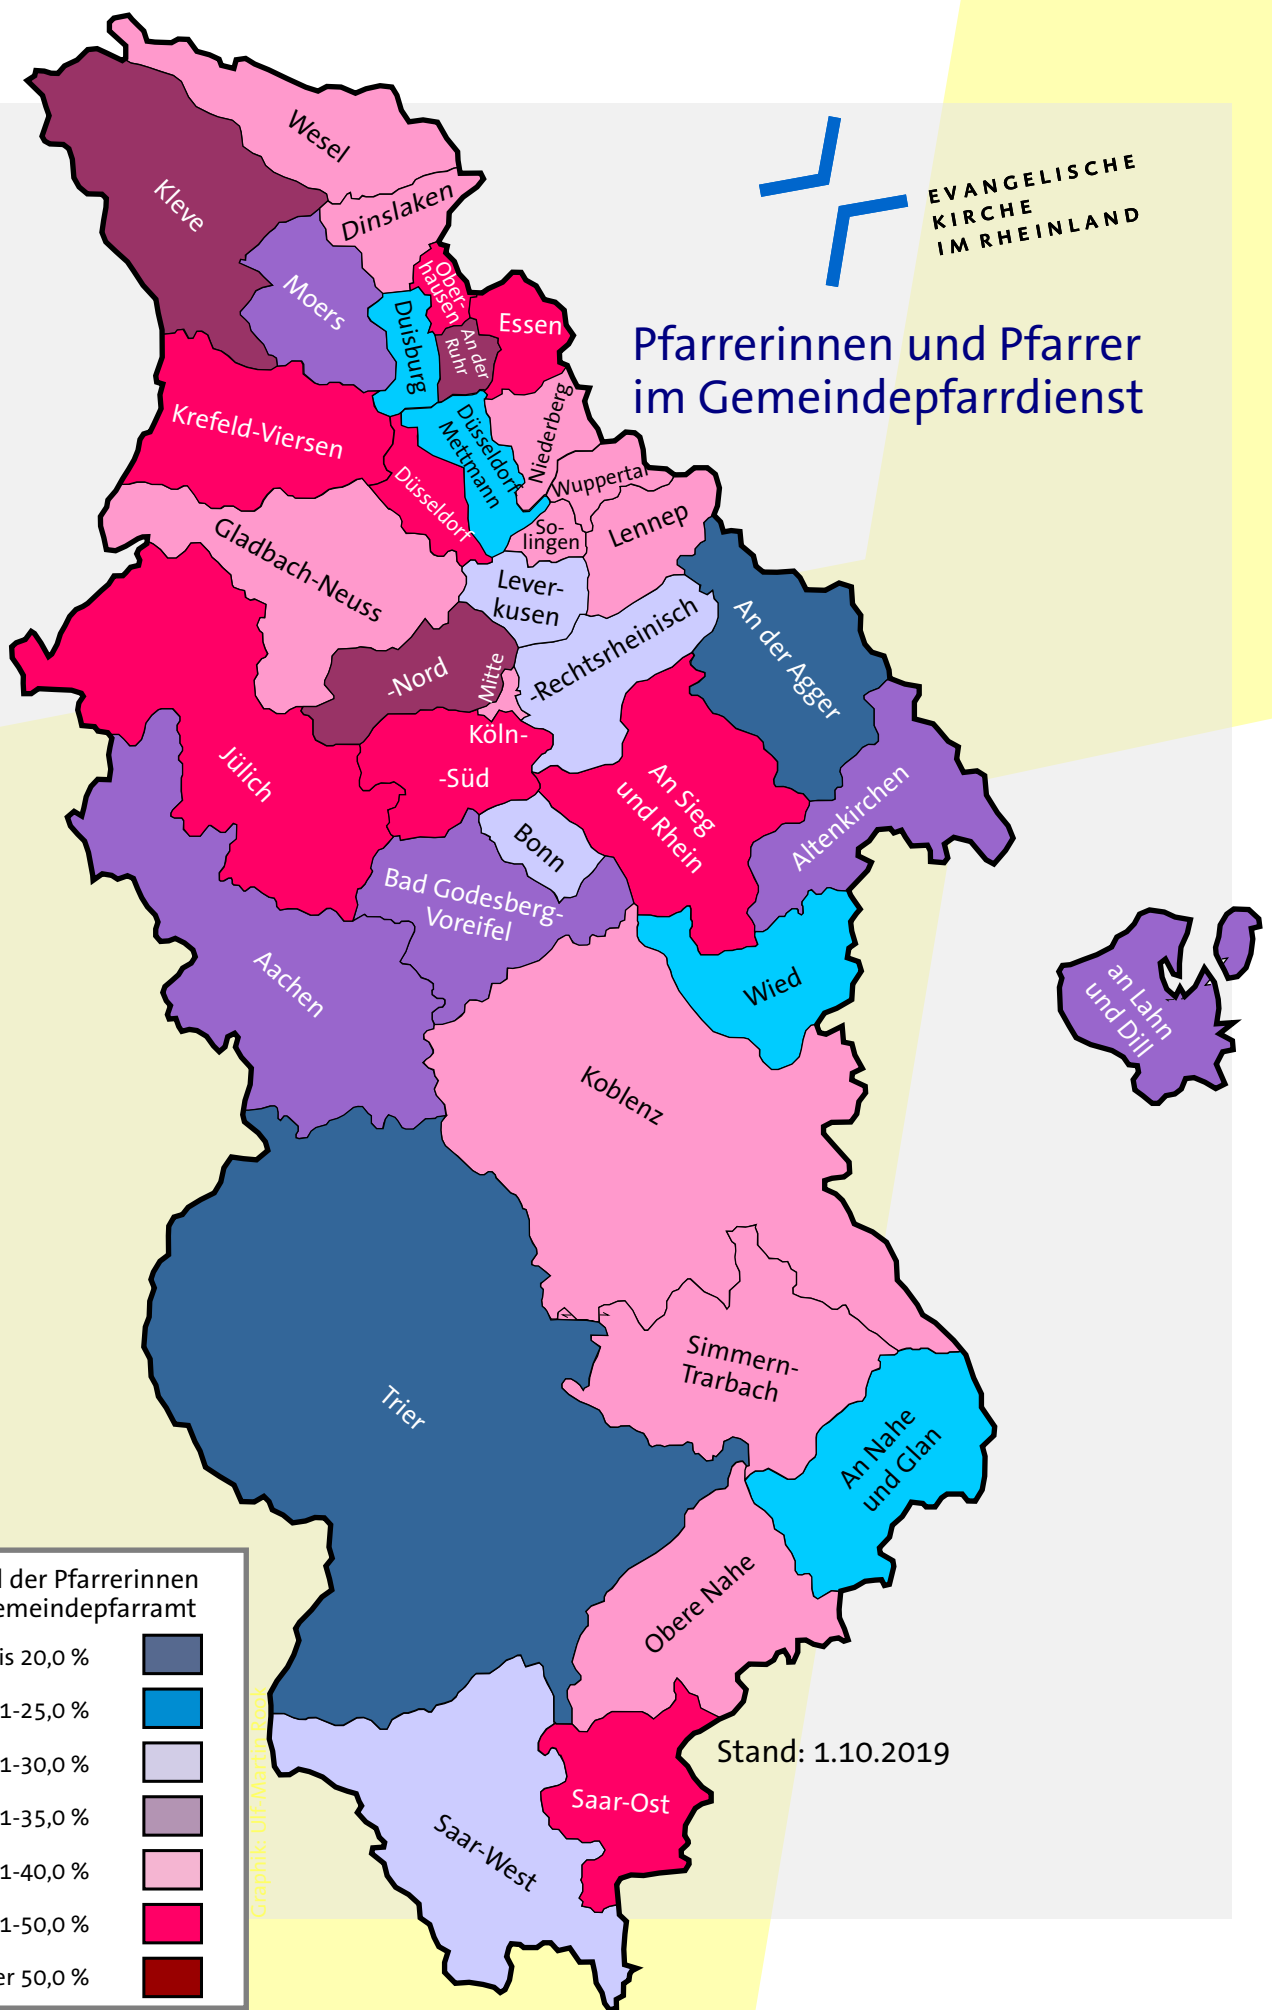 EVANGELISCHE
KIRCHE
IM RHEINLAND
Pfarrerinnen und Pfarrer
im Gemeindepfarrdienst
Wesel
Kleve
Dinslaken
Moers
Ober-
hausen
Duisburg
An der
Ruhr
Essen
Krefeld-Viersen
Düsseldorf
Mettmann
Niederberg
Düsseldorf
Wuppertal
So-
lingen
Lennep
Gladbach-Neuss
Lever-
kusen
-Rechtsrheinisch
An der Agger
-Nord
Mitte
Köln-
-Süd
Jülich
An Sieg
und Rhein
Altenkirchen
Bonn
Bad Godesberg-
Voreifel
Aachen
Wied
an Lahn
und Dill
Koblenz
Simmern-
Trarbach
Trier
An Nahe
und Glan
Obere Nahe
Saar-Ost
Saar-West
Stand: 1.10.2019
der Pfarrerinnen
emeindepfarramt
is 20,0 %
1-25,0 %
1-30,0 %
1-35,0 %
1-40,0 %
1-50,0 %
er 50,0 %